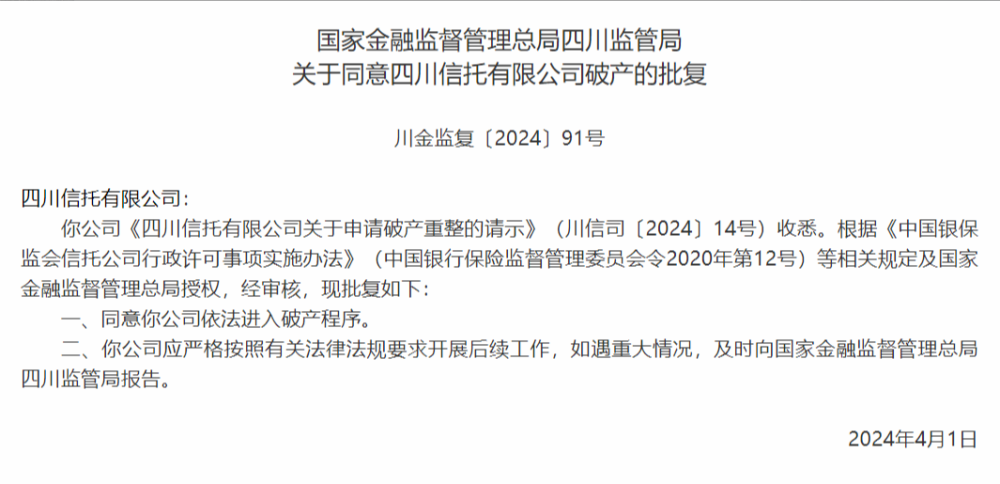 国家金融监督管理总局四川监管局
关于同意四川信托有限公司破产的批复
川金监复〔2024〕91号
四川信托有限公司：
你公司《四川信托有限公司关于申请破产重整的请示》（川信司〔2024〕14号）收悉。根据《中国银保
监会信托公司行政许可事项实施办法》（中国银行保险监督管理委员会令2020年第12号）等相关规定及国家
金融监督管理总局授权，经审核，现批复如下：
一、同意你公司依法进入破产程序。
二、你公司应严格按照有关法律法规要求开展后续工作，如遇重大情况，及时向国家金融监督管理总局
四川监管局报告。
2024年4月1日